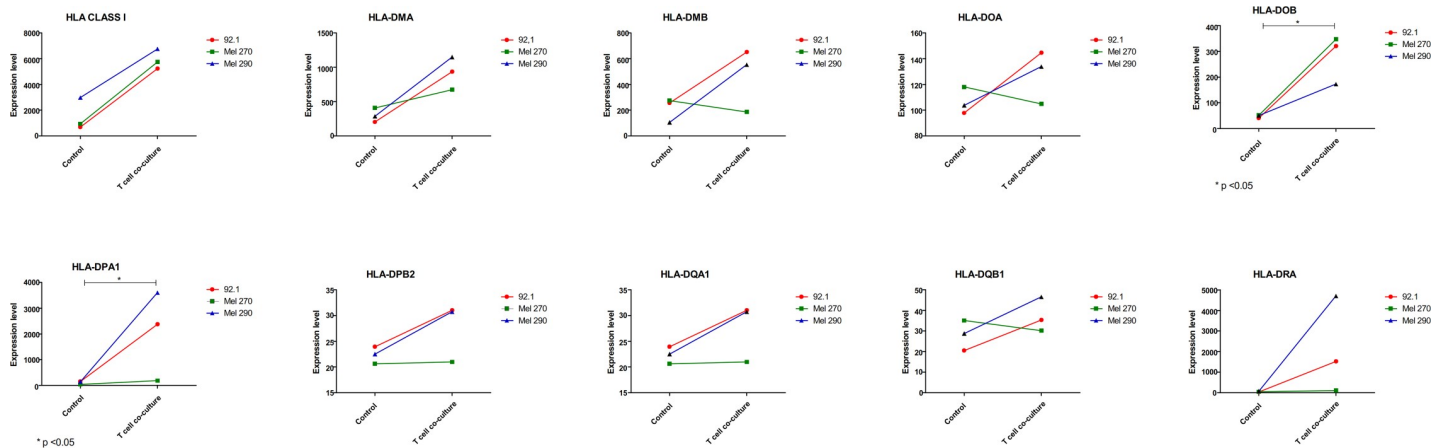 HLA CLASS I
Expression level
8000
6000
4000
2000
0
Control
T cell co-culture
92.1
Mel 270
Mel 290
HLA-DMA
Expression level
1500
1000
500
0
Control
T cell co-culture
92.1
Mel 270
Mel 290
HLA-DMB
Expression level
800
600
400
200
0
Control
T cell co-culture
92.1
Mel 270
Mel 290
HLA-DOA
Expression level
160
140
120
100
80
Control
T cell co-culture
92.1
Mel 270
Mel 290
HLA-DOB
*
Expression level
400
300
200
100
0
Control
T cell co-culture
92.1
Mel 270
Mel 290
* p <0.05
HLA-DPA1
*
Expression level
4000
3000
2000
1000
0
Control
T cell co-culture
92.1
Mel 270
Mel 290
* p <0.05
HLA-DPB2
Expression level
35
30
25
20
15
Control
T cell co-culture
92.1
Mel 270
Mel 290
HLA-DQA1
Expression level
35
30
25
20
15
Control
T cell co-culture
92.1
Mel 270
Mel 290
HLA-DQB1
Expression level
50
40
30
20
10
0
Control
T cell co-culture
92.1
Mel 270
Mel 290
HLA-DRA
Expression level
5000
4000
3000
2000
1000
0
Control
T cell co-culture
92.1
Mel 270
Mel 290